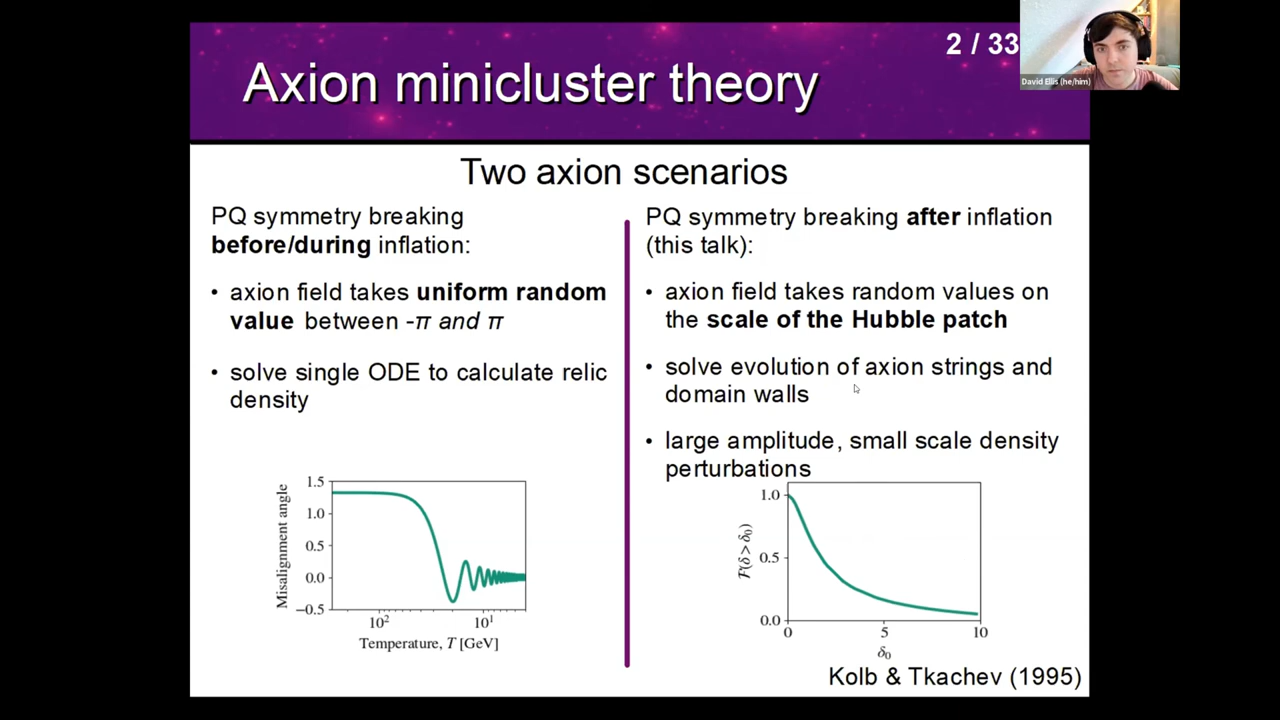 2 / 33
David Ellis (he/him)
Axion minicluster theory
Two axion scenarios
PQ symmetry breaking
before/during inflation:
• axion field takes uniform random
value between -π and π
• solve single ODE to calculate relic
density
1.5
1.0
0.5
0.0
−0.5
Misalignment angle
10²
10¹
Temperature, T [GeV]
PQ symmetry breaking after inflation
(this talk):
• axion field takes random values on
the scale of the Hubble patch
• solve evolution of axion strings and
domain walls
• large amplitude, small scale density
perturbations
1.0
0.5
0.0
F(δ > δ₀)
0
5
10
δ₀
Kolb & Tkachev (1995)